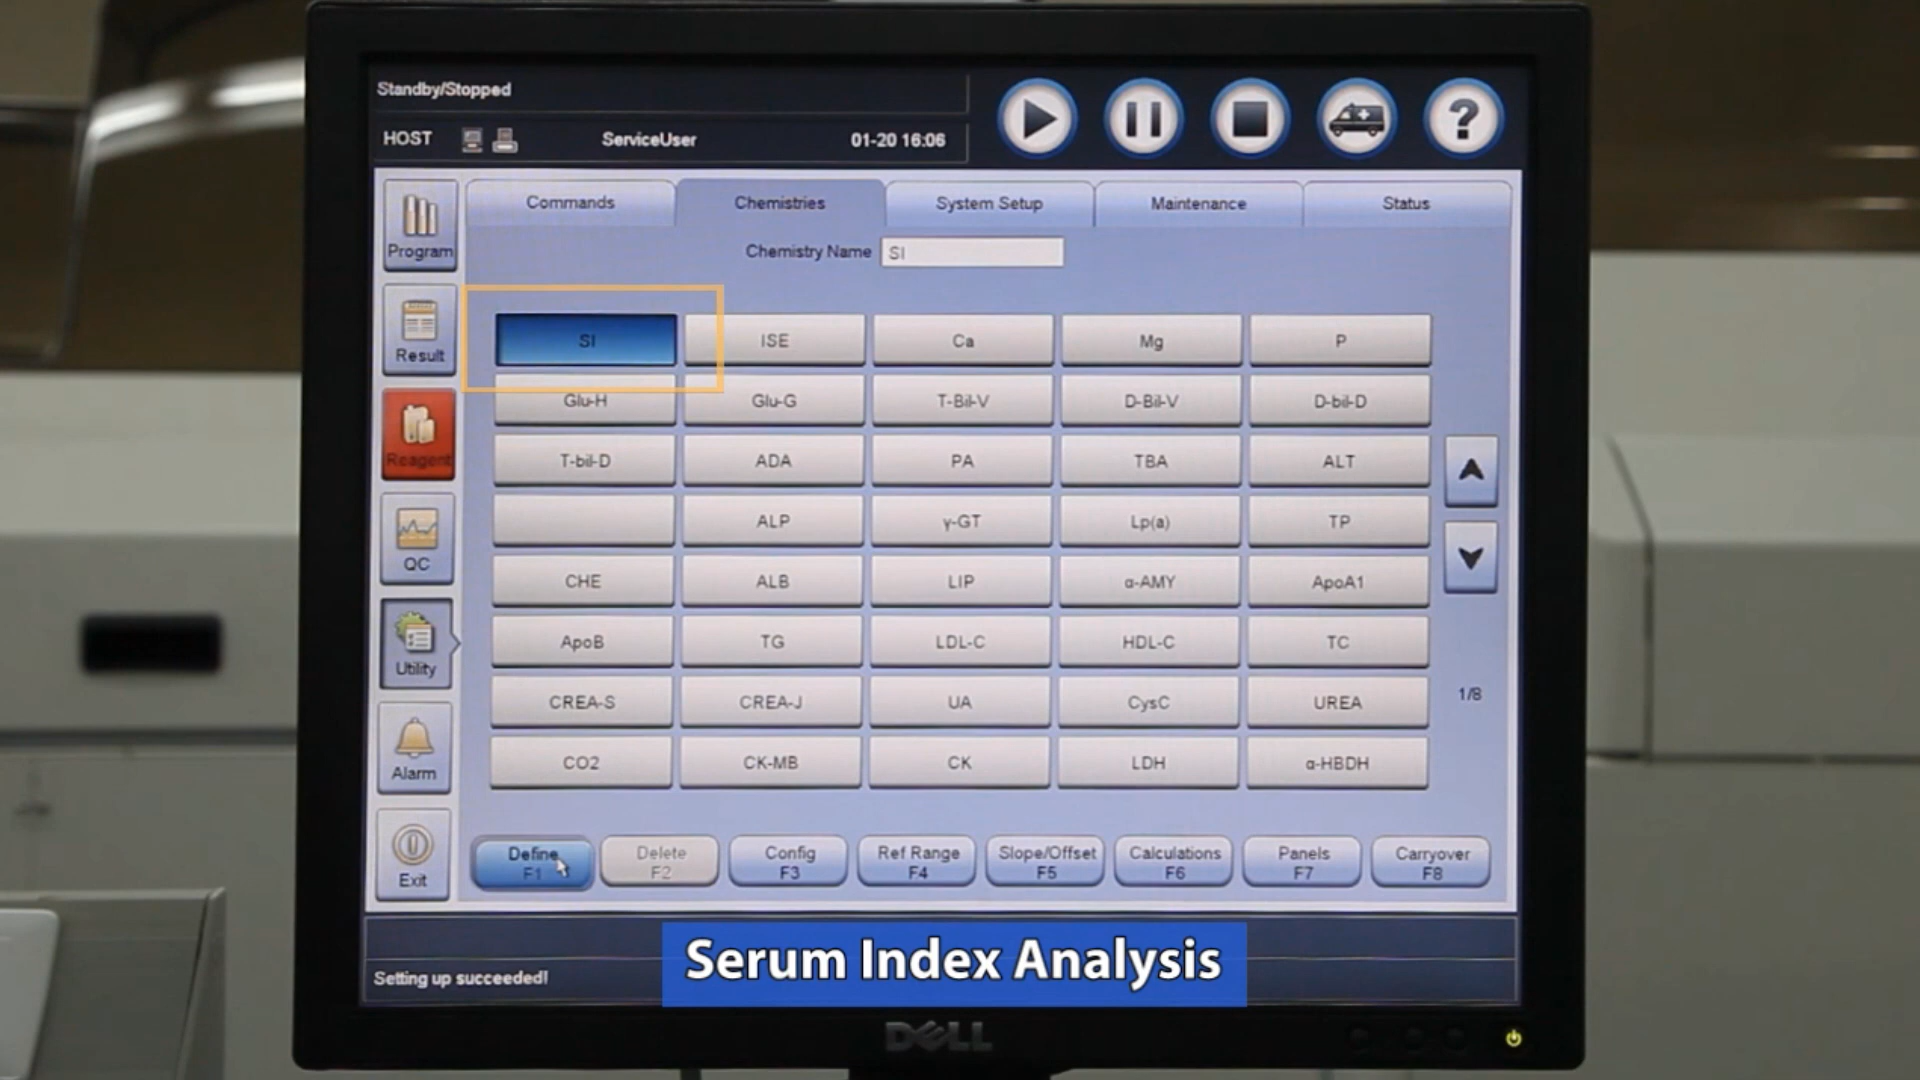 Standby/Stopped
HOST ServiceUser 01-20 16:06
Commands Chemistries System Setup Maintenance Status
Program
Chemistry Name SI
SI ISE Ca Mg P
Result
Glu-H Glu-G T-Bil-V D-Bil-V D-bil-D
Reagent
T-bil-D ADA PA TBA ALT
ALP γ-GT Lp(a) TP
QC
CHE ALB LIP α-AMY ApoA1
ApoB TG LDL-C HDL-C TC
Utility
CREA-S CREA-J UA CysC UREA
1/8
CO2 CK-MB CK LDH α-HBDH
Alarm
Exit
Define Delete Config Ref Range Slope/Offset Calculations Panels Carryover
F1 F2 F3 F4 F5 F6 F7 F8
Serum Index Analysis
Setting up succeeded!
DELL